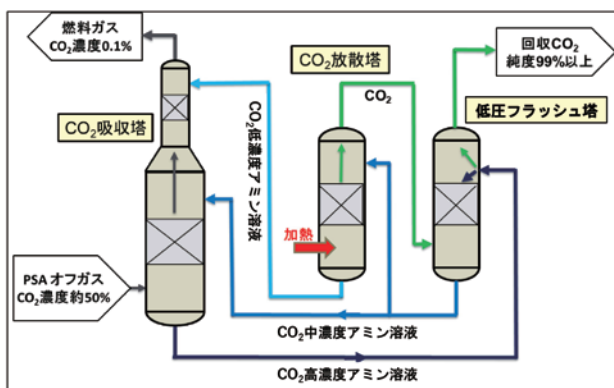 燃料ガス
CO₂濃度0.1%
CO₂吸収塔
PSA オフガス
CO₂濃度約50%
CO₂低濃度アミン溶液
CO₂放散塔
CO₂
加熱
回収CO₂
純度99%以上
低圧フラッシュ塔
CO₂中濃度アミン溶液
CO₂高濃度アミン溶液